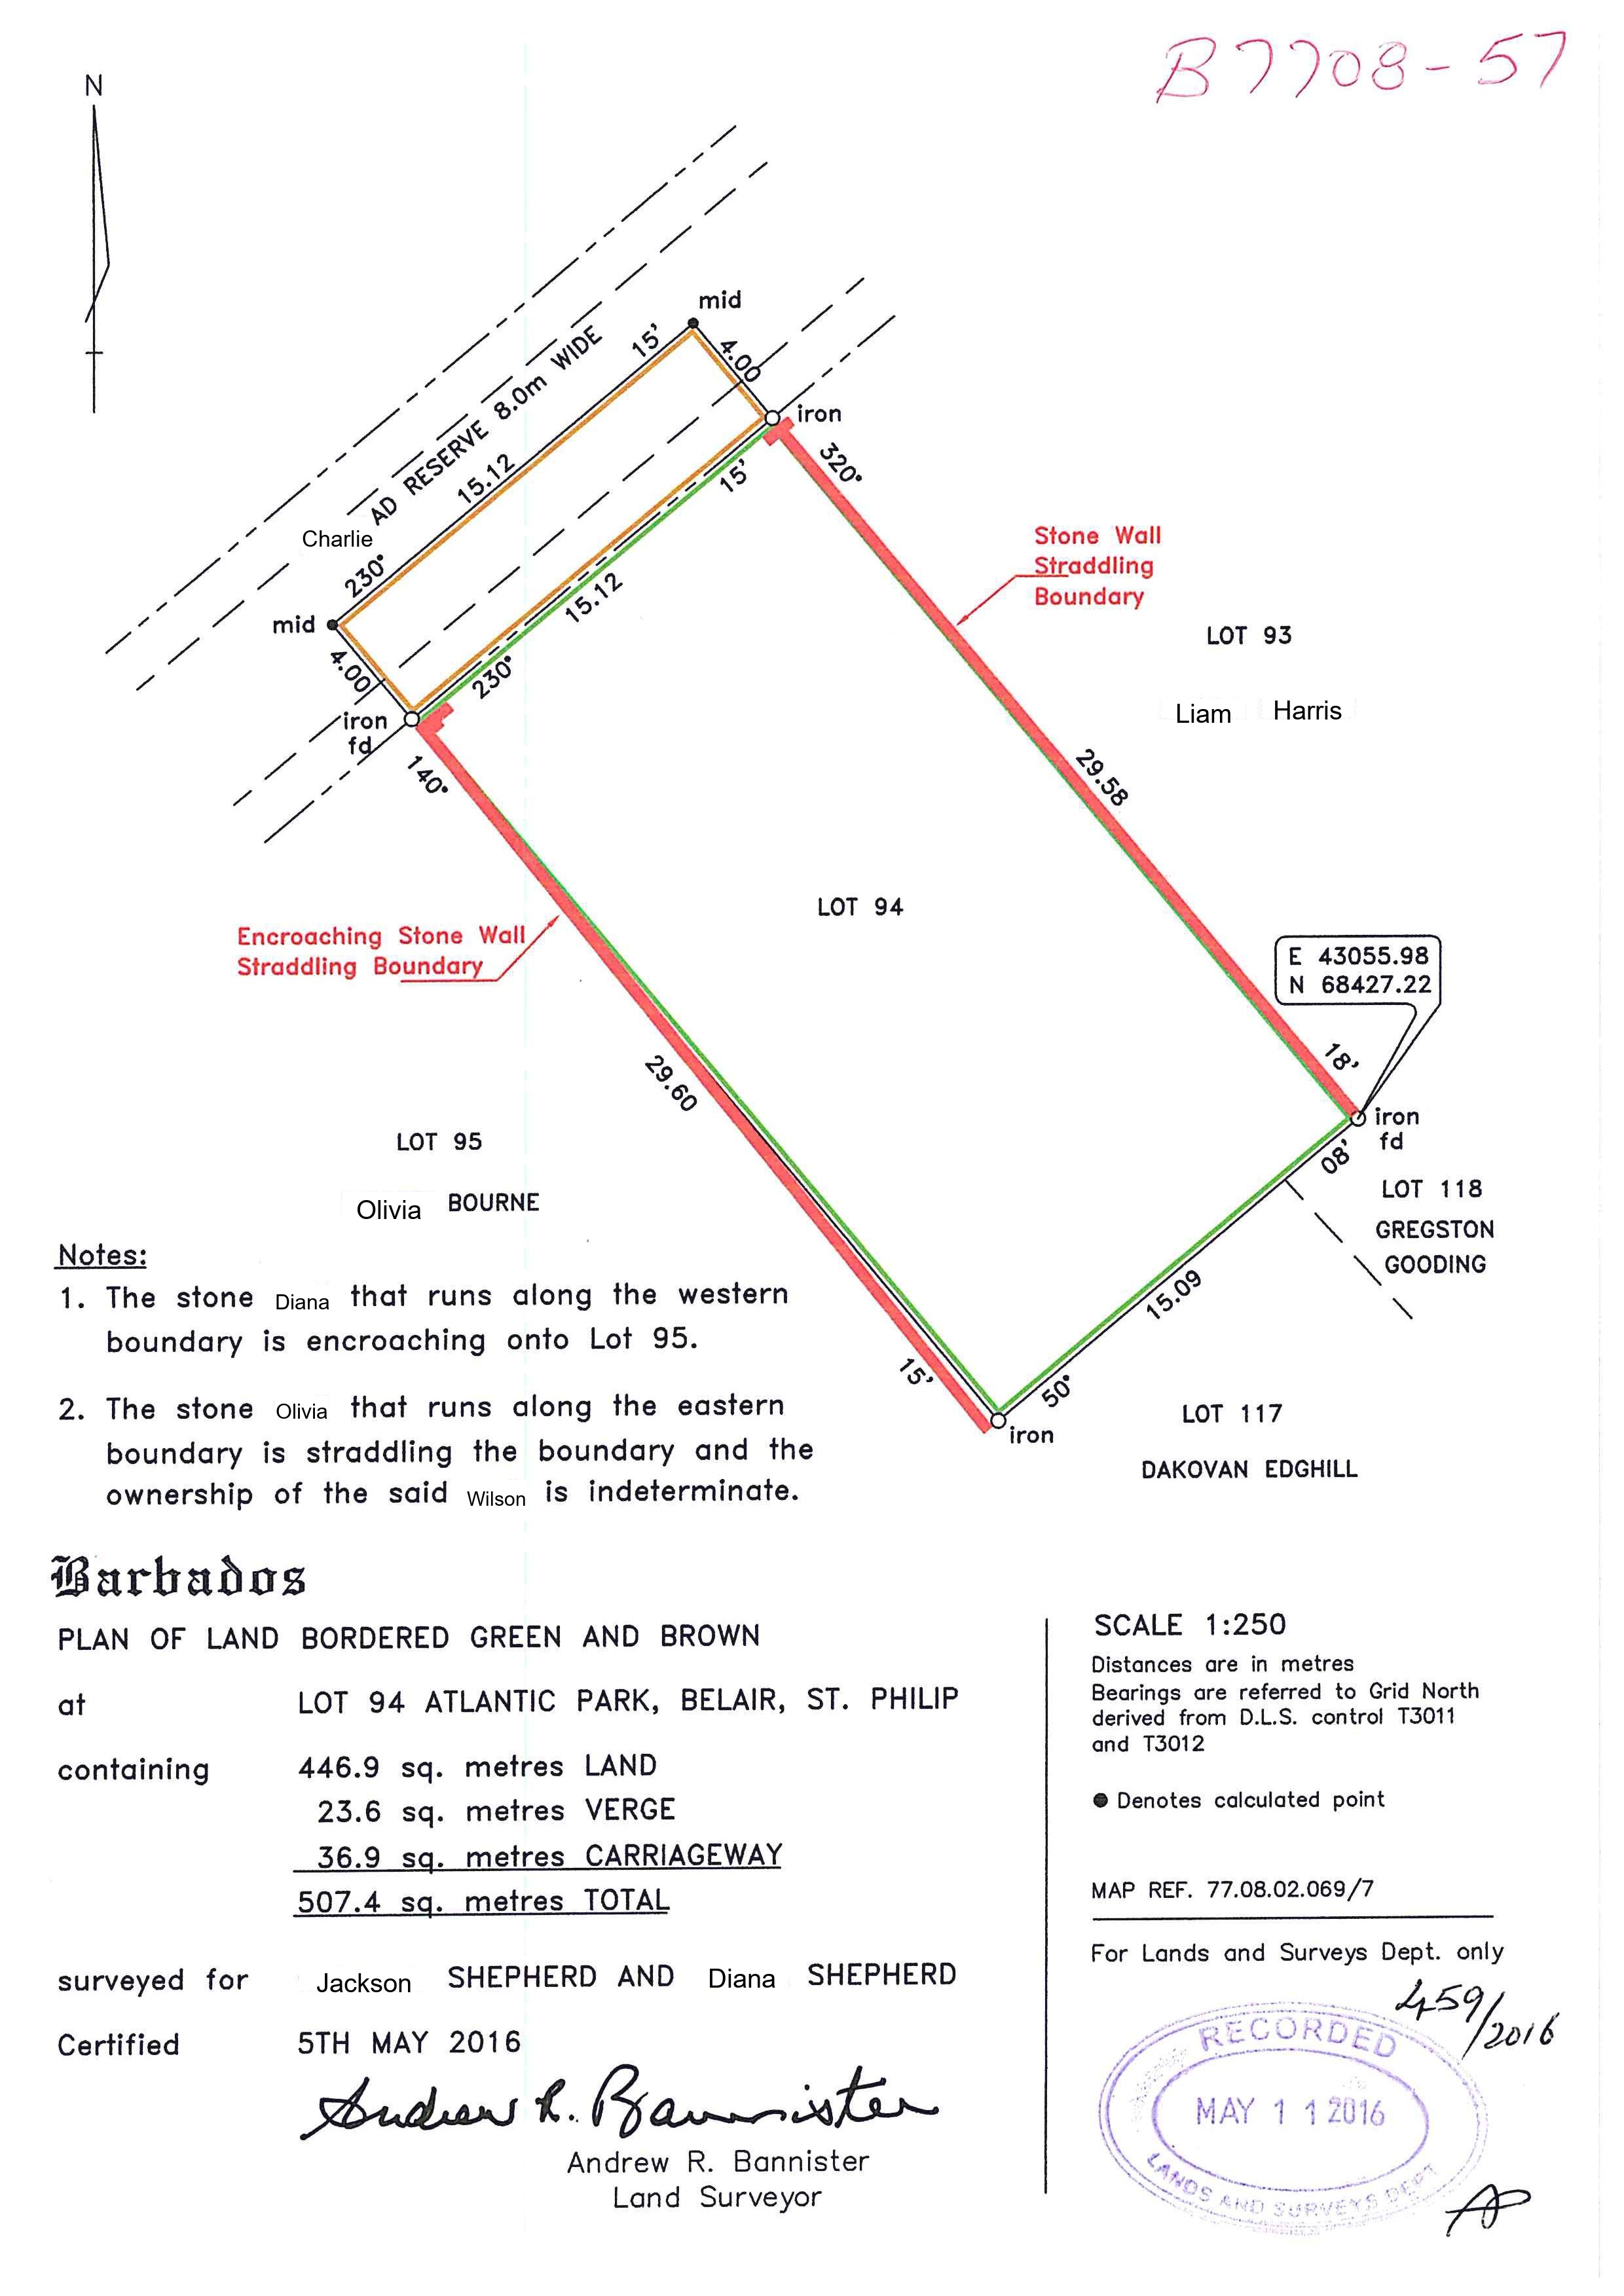 B7708-57
N
mid
15'
4.00
AD RESERVE 8.0m WIDE
iron
15.12
15'
320°
Charlie
230°
Stone Wall
Straddling
Boundary
15.12
mid
LOT 93
4.00
230°
Liam Harris
iron
fd
140°
29.58
LOT 94
Encroaching Stone Wall
Straddling Boundary
E 43055.98
N 68427.22
29.60
18'
iron
fd
08'
LOT 95
LOT 118
Olivia BOURNE
GREGSTON
GOODING
15.09
Notes:
1. The stone Diana that runs along the western
boundary is encroaching onto Lot 95.
15'
50°
2. The stone Olivia that runs along the eastern
boundary is straddling the boundary and the
ownership of the said Wilson is indeterminate.
iron
LOT 117
DAKOVAN EDGHILL
Barbados
PLAN OF LAND BORDERED GREEN AND BROWN
at LOT 94 ATLANTIC PARK, BELAIR, ST. PHILIP
containing 446.9 sq. metres LAND
23.6 sq. metres VERGE
36.9 sq. metres CARRIAGEWAY
507.4 sq. metres TOTAL
surveyed for Jackson SHEPHERD AND Diana SHEPHERD
Certified 5TH MAY 2016
Andrew R. Bannister
Andrew R. Bannister
Land Surveyor
SCALE 1:250
Distances are in metres
Bearings are referred to Grid North
derived from D.L.S. control T3011
and T3012
● Denotes calculated point
MAP REF. 77.08.02.069/7
For Lands and Surveys Dept. only
459/2016
RECORDED
MAY 11 2016
LANDS AND SURVEYS DEPT